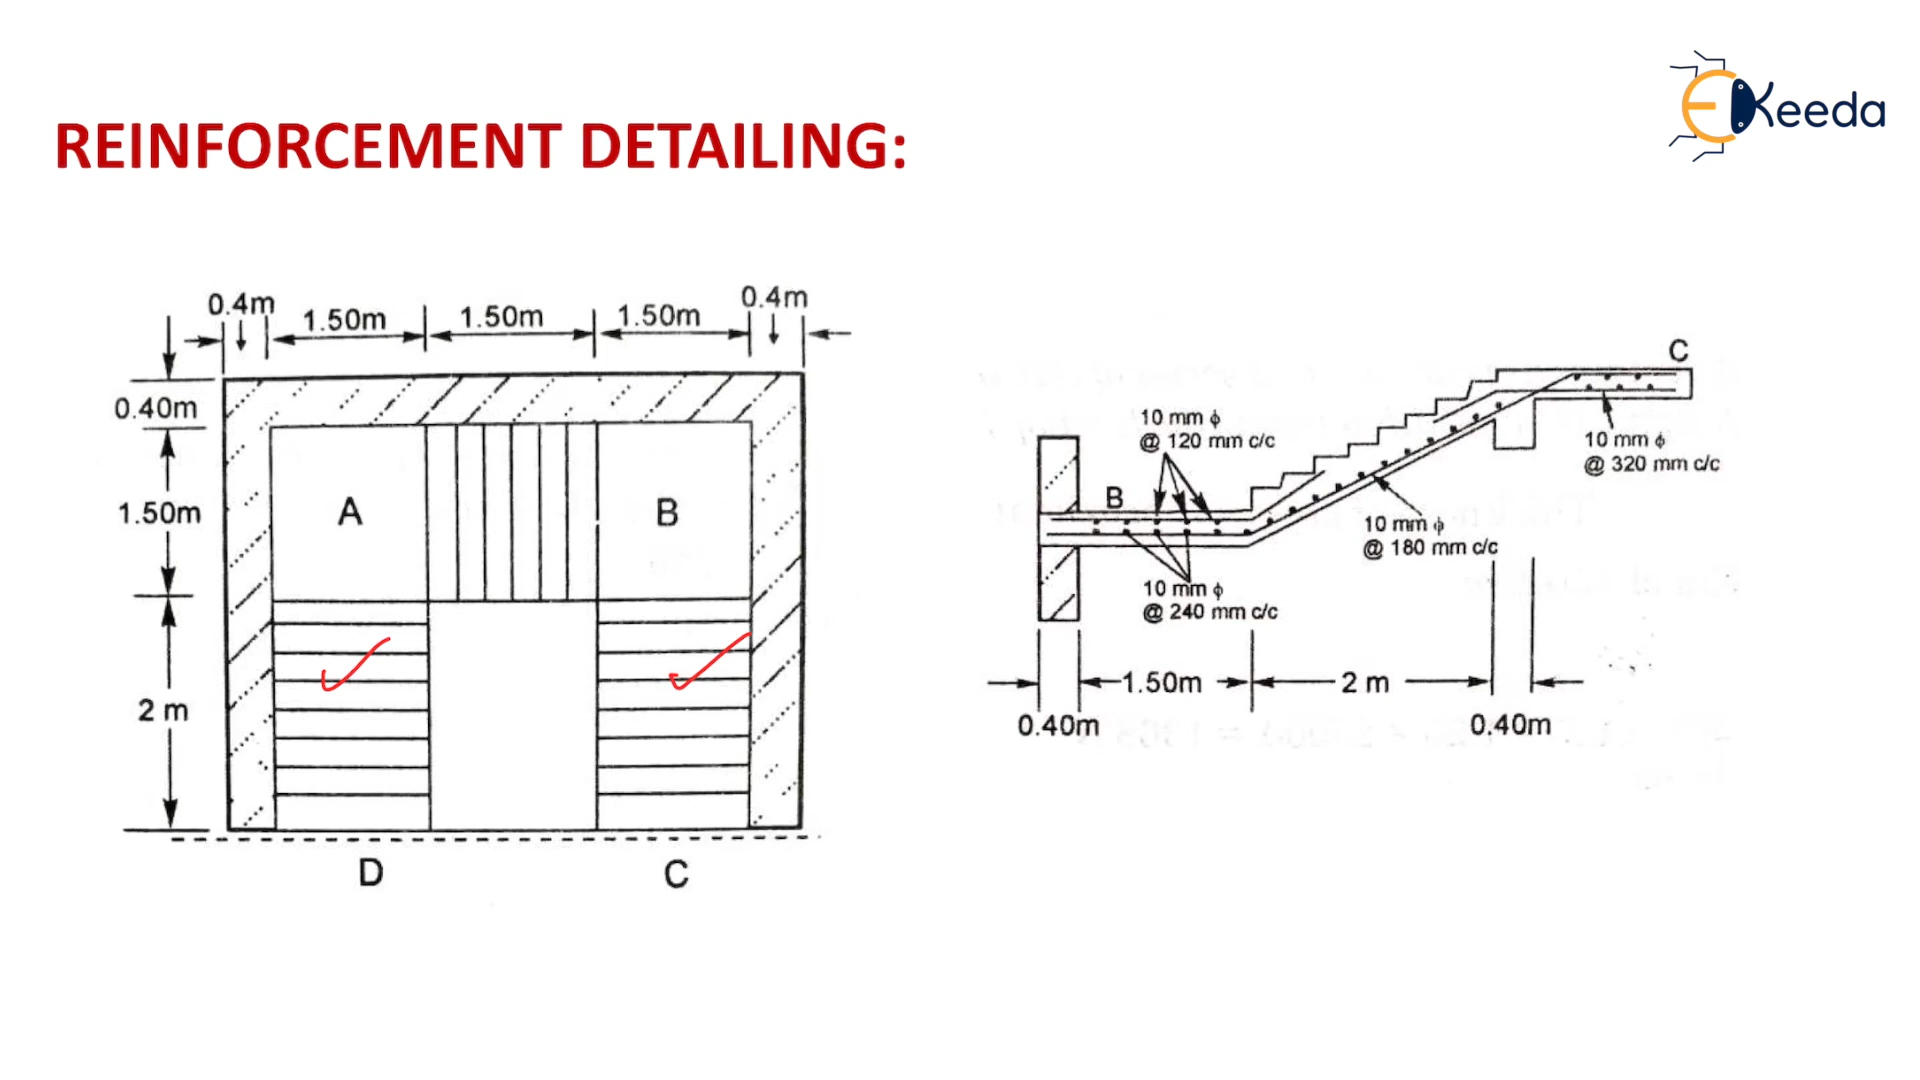 EKeeda
REINFORCEMENT DETAILING:
0.4m
1.50m
1.50m
1.50m
0.4m
0.40m
1.50m
2 m
A
B
D
C
C
10 mm ϕ
@ 120 mm c/c
B
10 mm ϕ
@ 320 mm c/c
10 mm ϕ
@ 180 mm c/c
10 mm ϕ
@ 240 mm c/c
1.50m
2 m
0.40m
0.40m